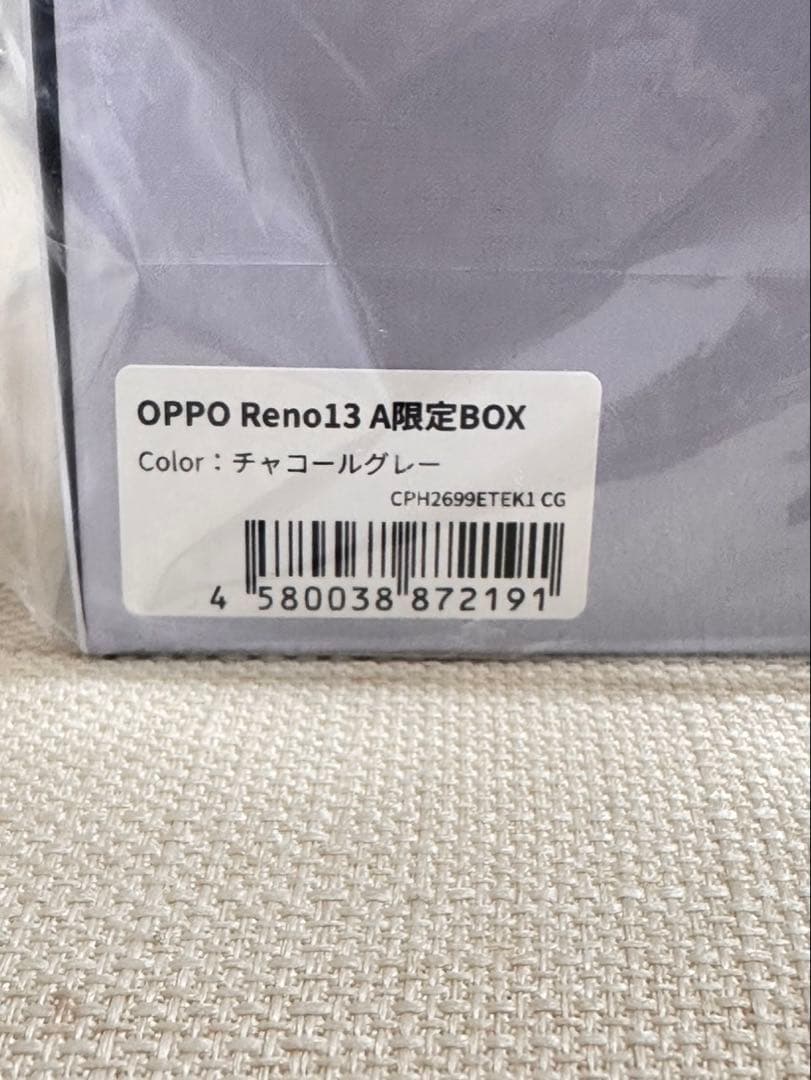 OPPO Reno13 A限定BOX
Color：チャコールグレー
CPH2699ETEK1 CG
4 580038 872191